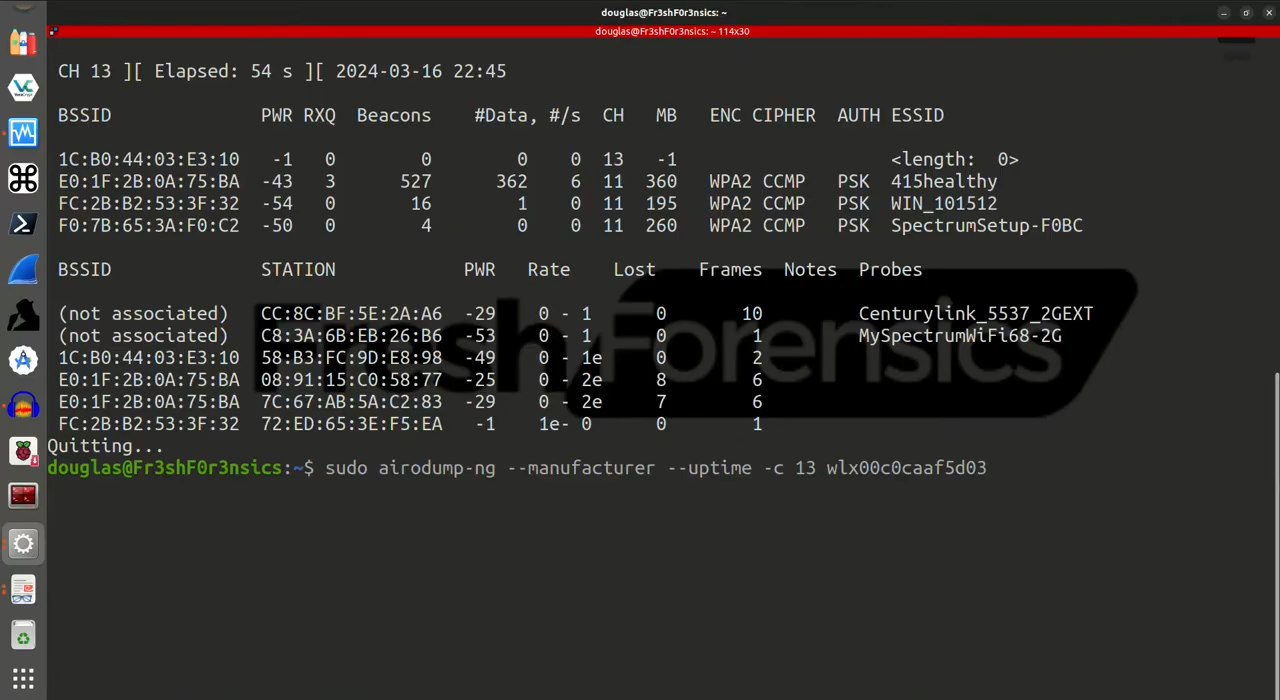 douglas@Fr3shF0r3nsics: ~
douglas@Fr3shF0r3nsics: ~ 114x30
CH 13 ][ Elapsed: 54 s ][ 2024-03-16 22:45
BSSID PWR RXQ Beacons #Data, #/s CH MB ENC CIPHER AUTH ESSID
1C:B0:44:03:E3:10 -1 0 0 0 0 13 -1 <length: 0>
E0:1F:2B:0A:75:BA -43 3 527 362 6 11 360 WPA2 CCMP PSK 415healthy
FC:2B:B2:53:3F:32 -54 0 16 1 0 11 195 WPA2 CCMP PSK WIN_101512
F0:7B:65:3A:F0:C2 -50 0 4 0 0 11 260 WPA2 CCMP PSK SpectrumSetup-F0BC
BSSID STATION PWR Rate Lost Frames Notes Probes
(not associated) CC:8C:BF:5E:2A:A6 -29 0 - 1 0 10 Centurylink_5537_2GEXT
(not associated) C8:3A:6B:EB:26:B6 -53 0 - 1 0 1 MySpectrumWiFi68-2G
1C:B0:44:03:E3:10 58:B3:FC:9D:E8:98 -49 0 - 1e 0 2
E0:1F:2B:0A:75:BA 08:91:15:C0:58:77 -25 0 - 2e 8 6
E0:1F:2B:0A:75:BA 7C:67:AB:5A:C2:83 -29 0 - 2e 7 6
FC:2B:B2:53:3F:32 72:ED:65:3E:F5:EA -1 1e- 0 0 1
Quitting...
douglas@Fr3shF0r3nsics:~$ sudo airodump-ng --manufacturer --uptime -c 13 wlx00c0caaf5d03
Fresh Forensics